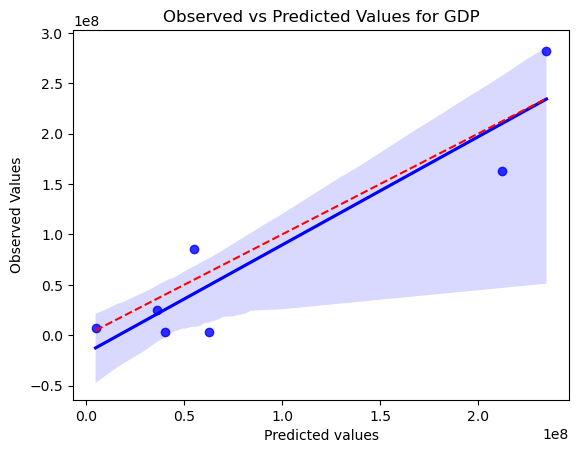 Observed vs Predicted Values for GDP
1e8
3.0
2.5
2.0
1.5
1.0
0.5
0.0
−0.5
Observed Values
0.0 0.5 1.0 1.5 2.0
1e8
Predicted values